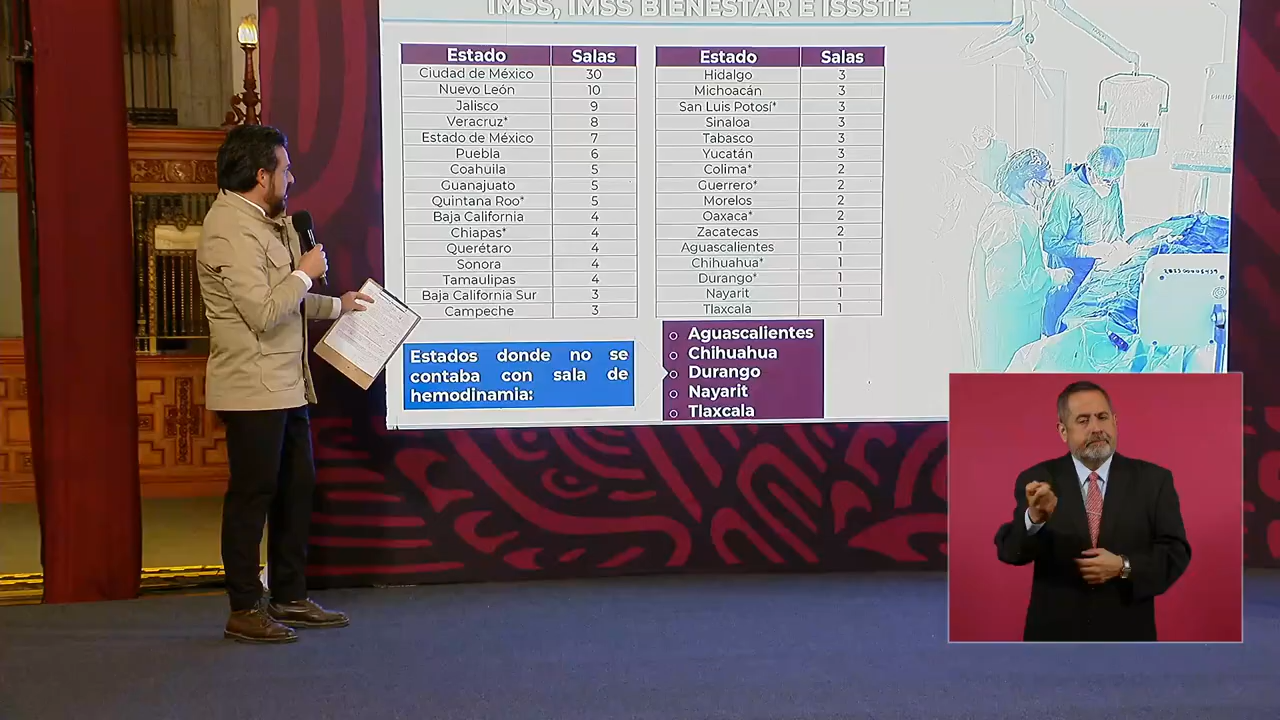 IMSS, IMSS BIENESTAR E ISSSTE
Estado Salas
Ciudad de México 30
Nuevo León 10
Jalisco 9
Veracruz* 8
Estado de México 7
Puebla 6
Coahuila 5
Guanajuato 5
Quintana Roo* 5
Baja California 4
Chiapas* 4
Querétaro 4
Sonora 4
Tamaulipas 4
Baja California Sur 3
Campeche 3
Estado Salas
Hidalgo 3
Michoacán 3
San Luis Potosí* 3
Sinaloa 3
Tabasco 3
Yucatán 3
Colima* 2
Guerrero* 2
Morelos 2
Oaxaca* 2
Zacatecas 2
Aguascalientes 1
Chihuahua* 1
Durango* 1
Nayarit 1
Tlaxcala 1
Estados donde no se
contaba con sala de
hemodinamia:
Aguascalientes
Chihuahua
Durango
Nayarit
Tlaxcala